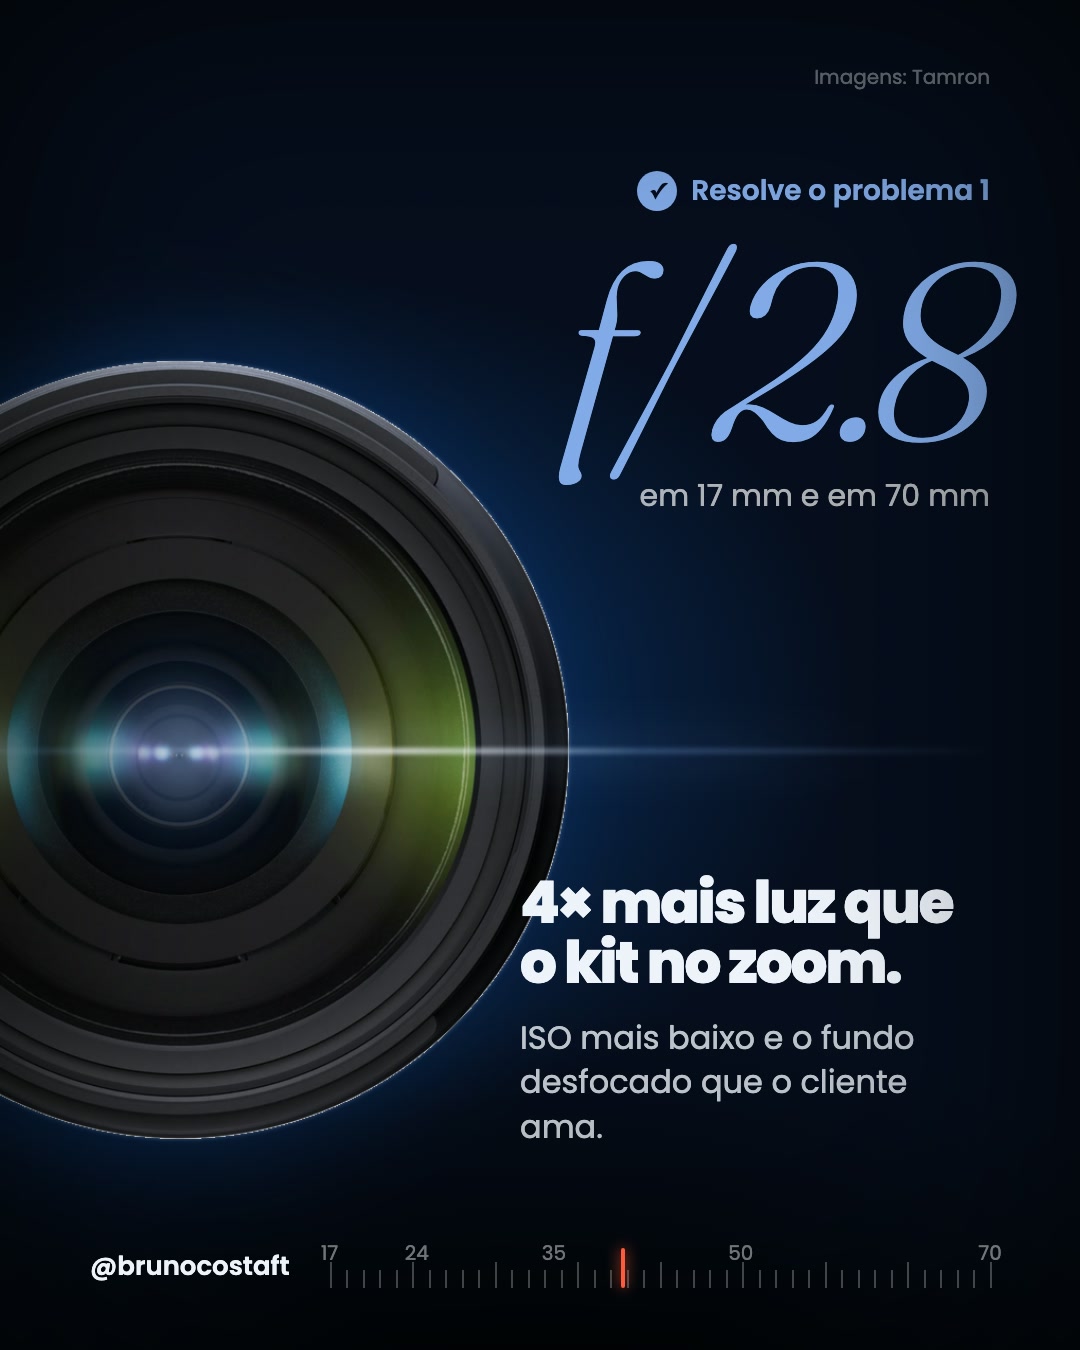 Imagens: Tamron
✔ Resolve o problema 1
f/2.8
em 17 mm e em 70 mm
4× mais luz que
o kit no zoom.
ISO mais baixo e o fundo
desfocado que o cliente
ama.
@brunocostaft
17 24 35 50 70